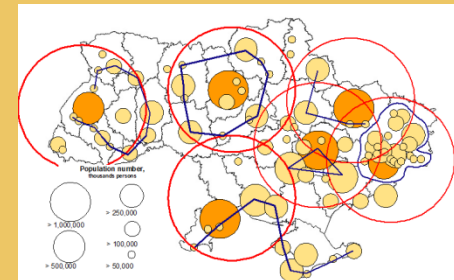 Population number,
thousands persons
> 250,000
> 1,000,000
> 100,000
> 500,000
> 50,000